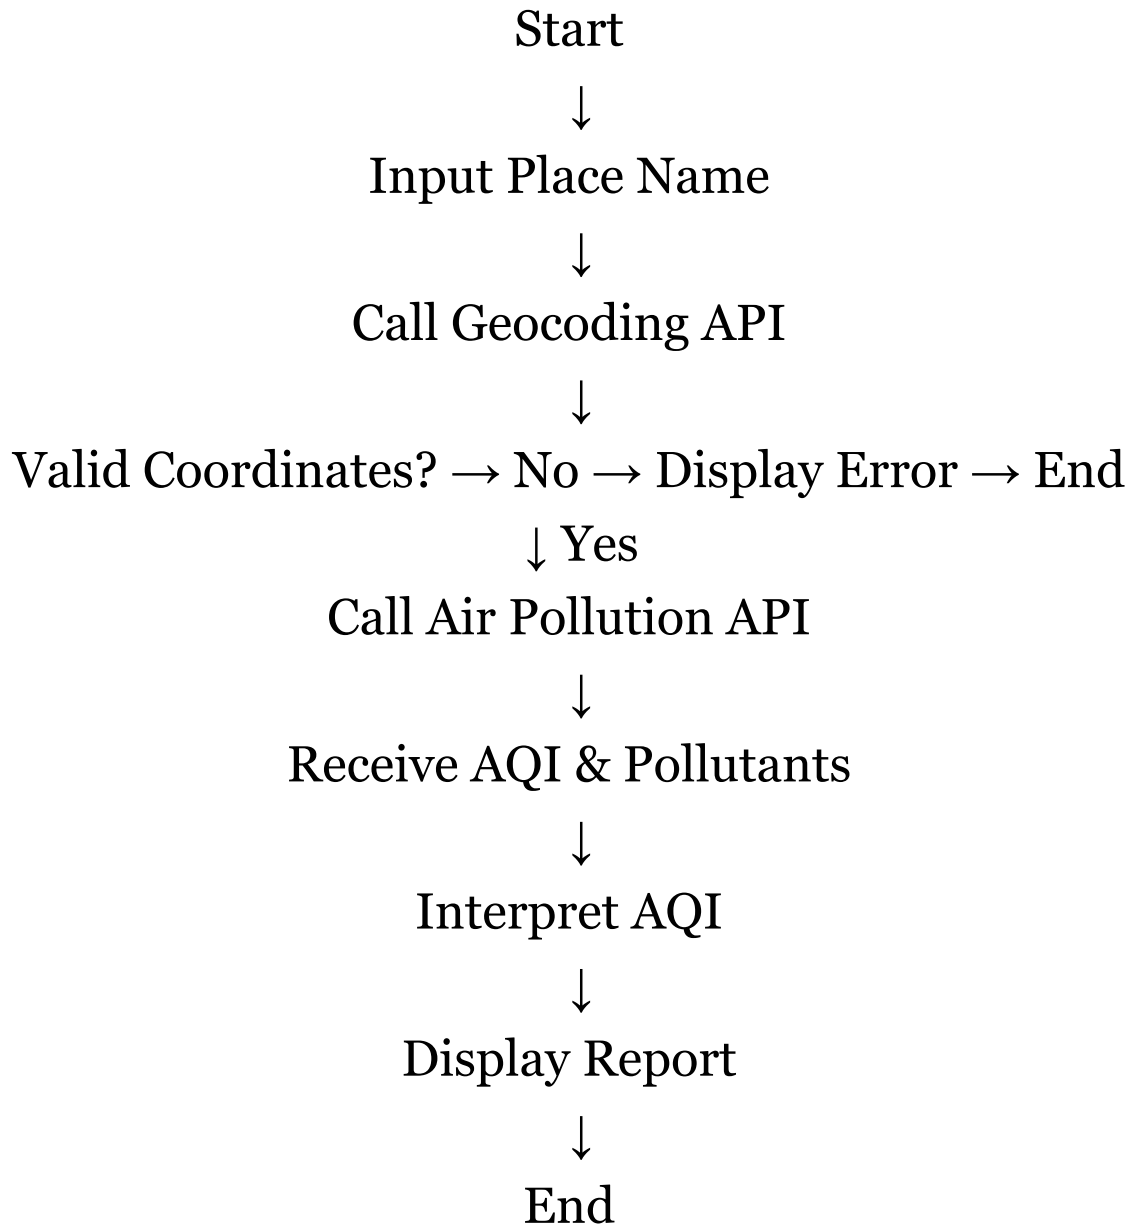 Start
↓
Input Place Name
↓
Call Geocoding API
↓
Valid Coordinates? → No → Display Error → End
↓ Yes
Call Air Pollution API
↓
Receive AQI & Pollutants
↓
Interpret AQI
↓
Display Report
↓
End